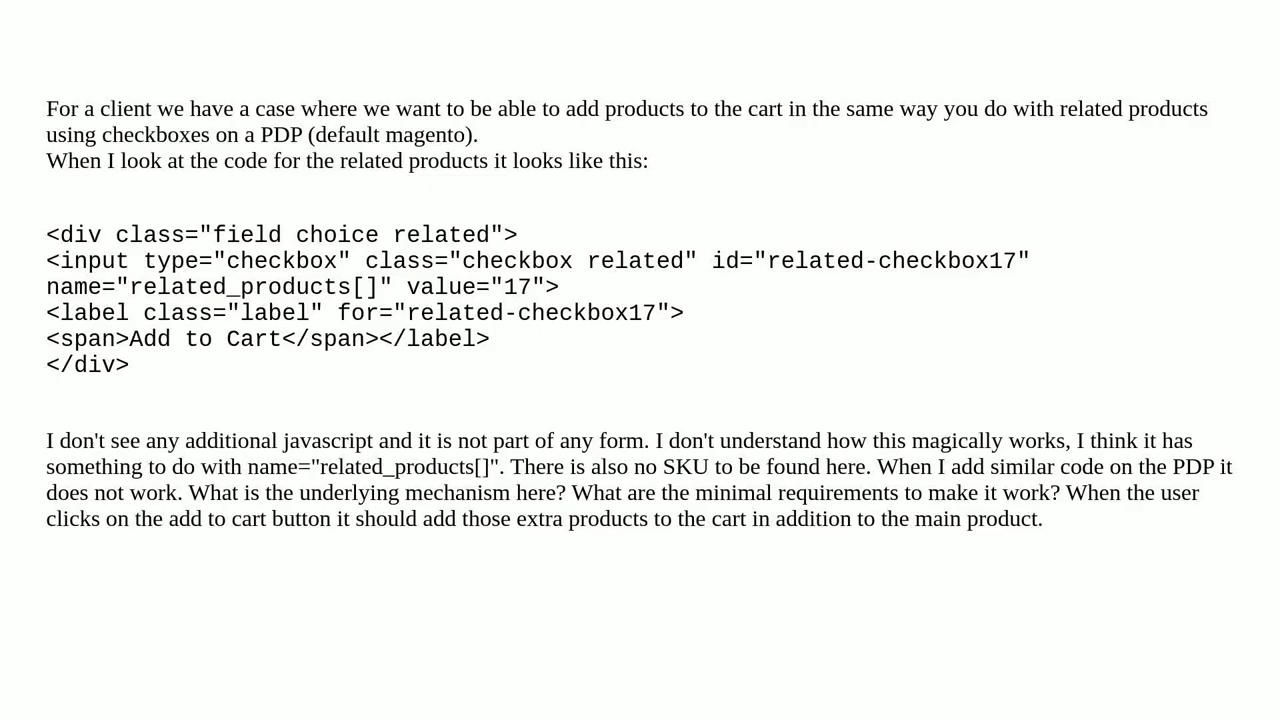 For a client we have a case where we want to be able to add products to the cart in the same way you do with related products
using checkboxes on a PDP (default magento).
When I look at the code for the related products it looks like this:
<div class="field choice related">
<input type="checkbox" class="checkbox related" id="related-checkbox17"
name="related_products[]" value="17">
<label class="label" for="related-checkbox17">
<span>Add to Cart</span></label>
</div>
I don't see any additional javascript and it is not part of any form. I don't understand how this magically works, I think it has
something to do with name="related_products[]". There is also no SKU to be found here. When I add similar code on the PDP it
does not work. What is the underlying mechanism here? What are the minimal requirements to make it work? When the user
clicks on the add to cart button it should add those extra products to the cart in addition to the main product.